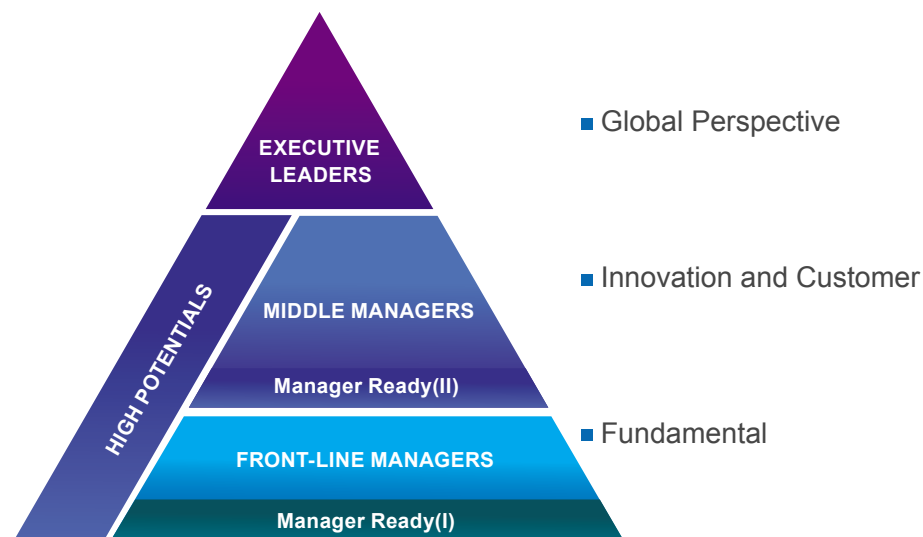 EXECUTIVE
LEADERS
HIGH POTENTIALS
MIDDLE MANAGERS
Manager Ready(II)
FRONT-LINE MANAGERS
Manager Ready(I)
Global Perspective
Innovation and Customer
Fundamental